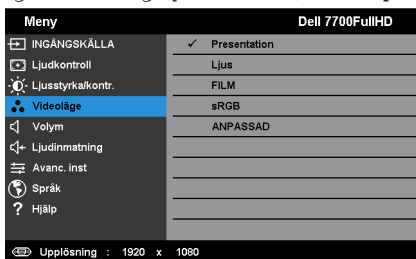 Meny Dell 7700FullHD
INGÅNGSKÄLLA ✓ Presentation
Ljudkontroll Ljus
Ljusstyrka/kontr. FILM
Videoläge sRGB
Volym ANPASSAD
Ljudinmatning
Avanc. inst
Språk
? Hjälp
Upplösning : 1920 x 1080